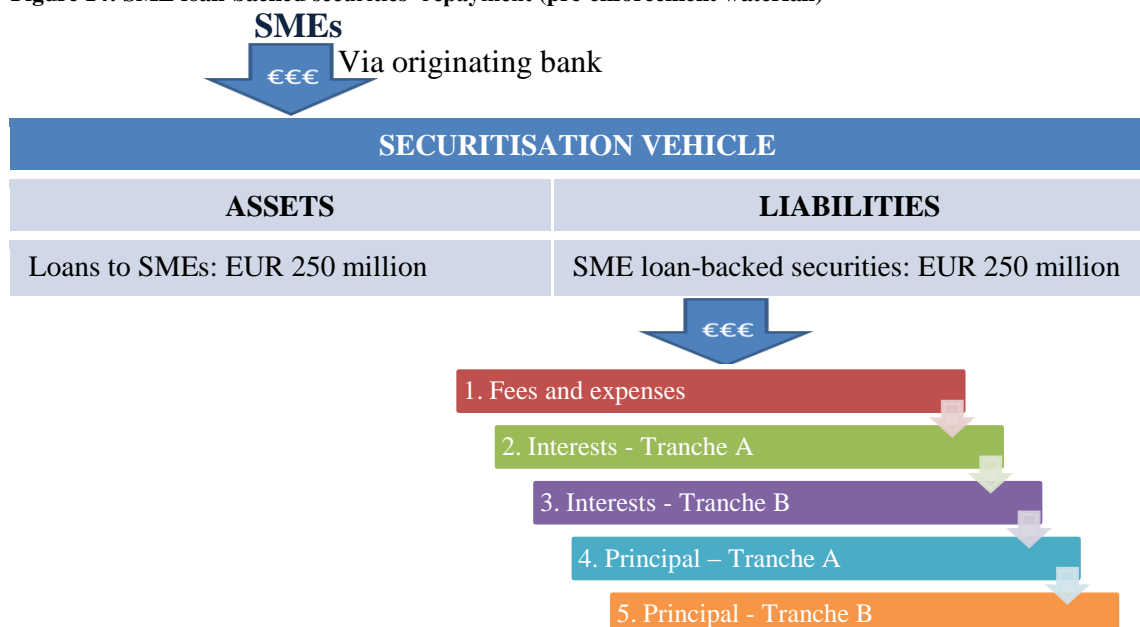 SMEs
Via originating bank
€€€
SECURITISATION VEHICLE
ASSETS
LIABILITIES
Loans to SMEs: EUR 250 million
SME loan-backed securities: EUR 250 million
€€€
1. Fees and expenses
2. Interests - Tranche A
3. Interests - Tranche B
4. Principal – Tranche A
5. Principal - Tranche B